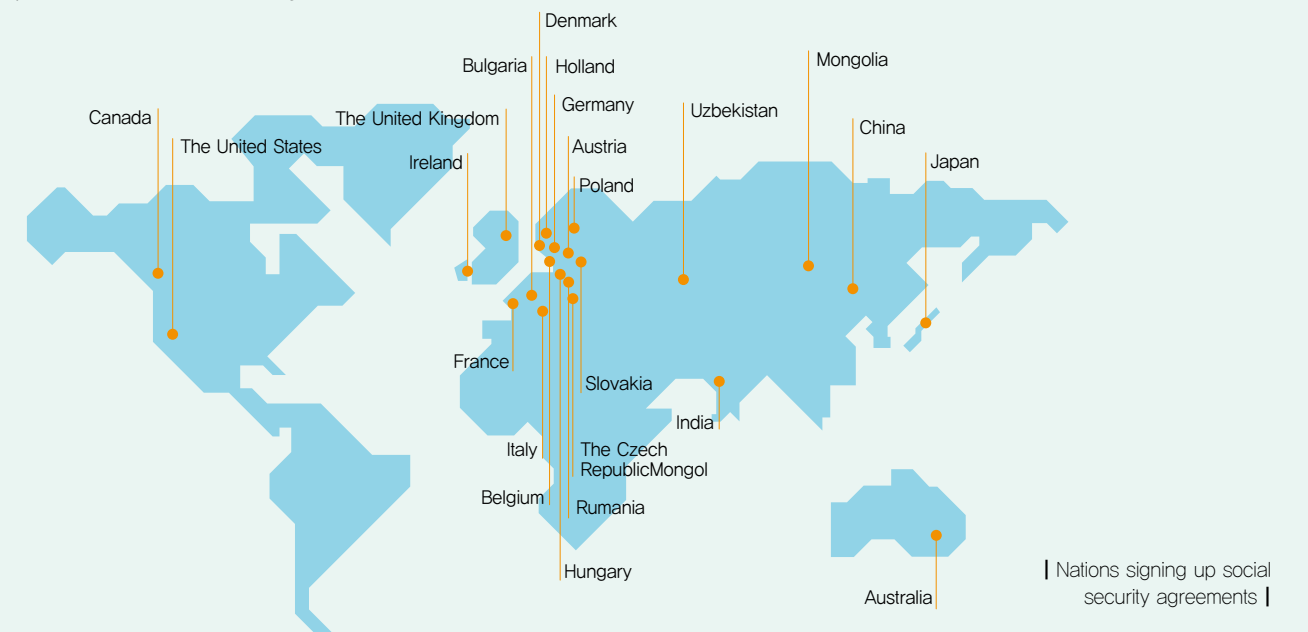 Denmark
Mongolia
Bulgaria
Holland
Germany
Uzbekistan
Canada
The United Kingdom
China
The United States
Austria
Ireland
Japan
Poland
France
Slovakia
India
Italy
The Czech
RepublicMongol
Belgium
Rumania
Hungary
Australia
| Nations signing up social
security agreements |